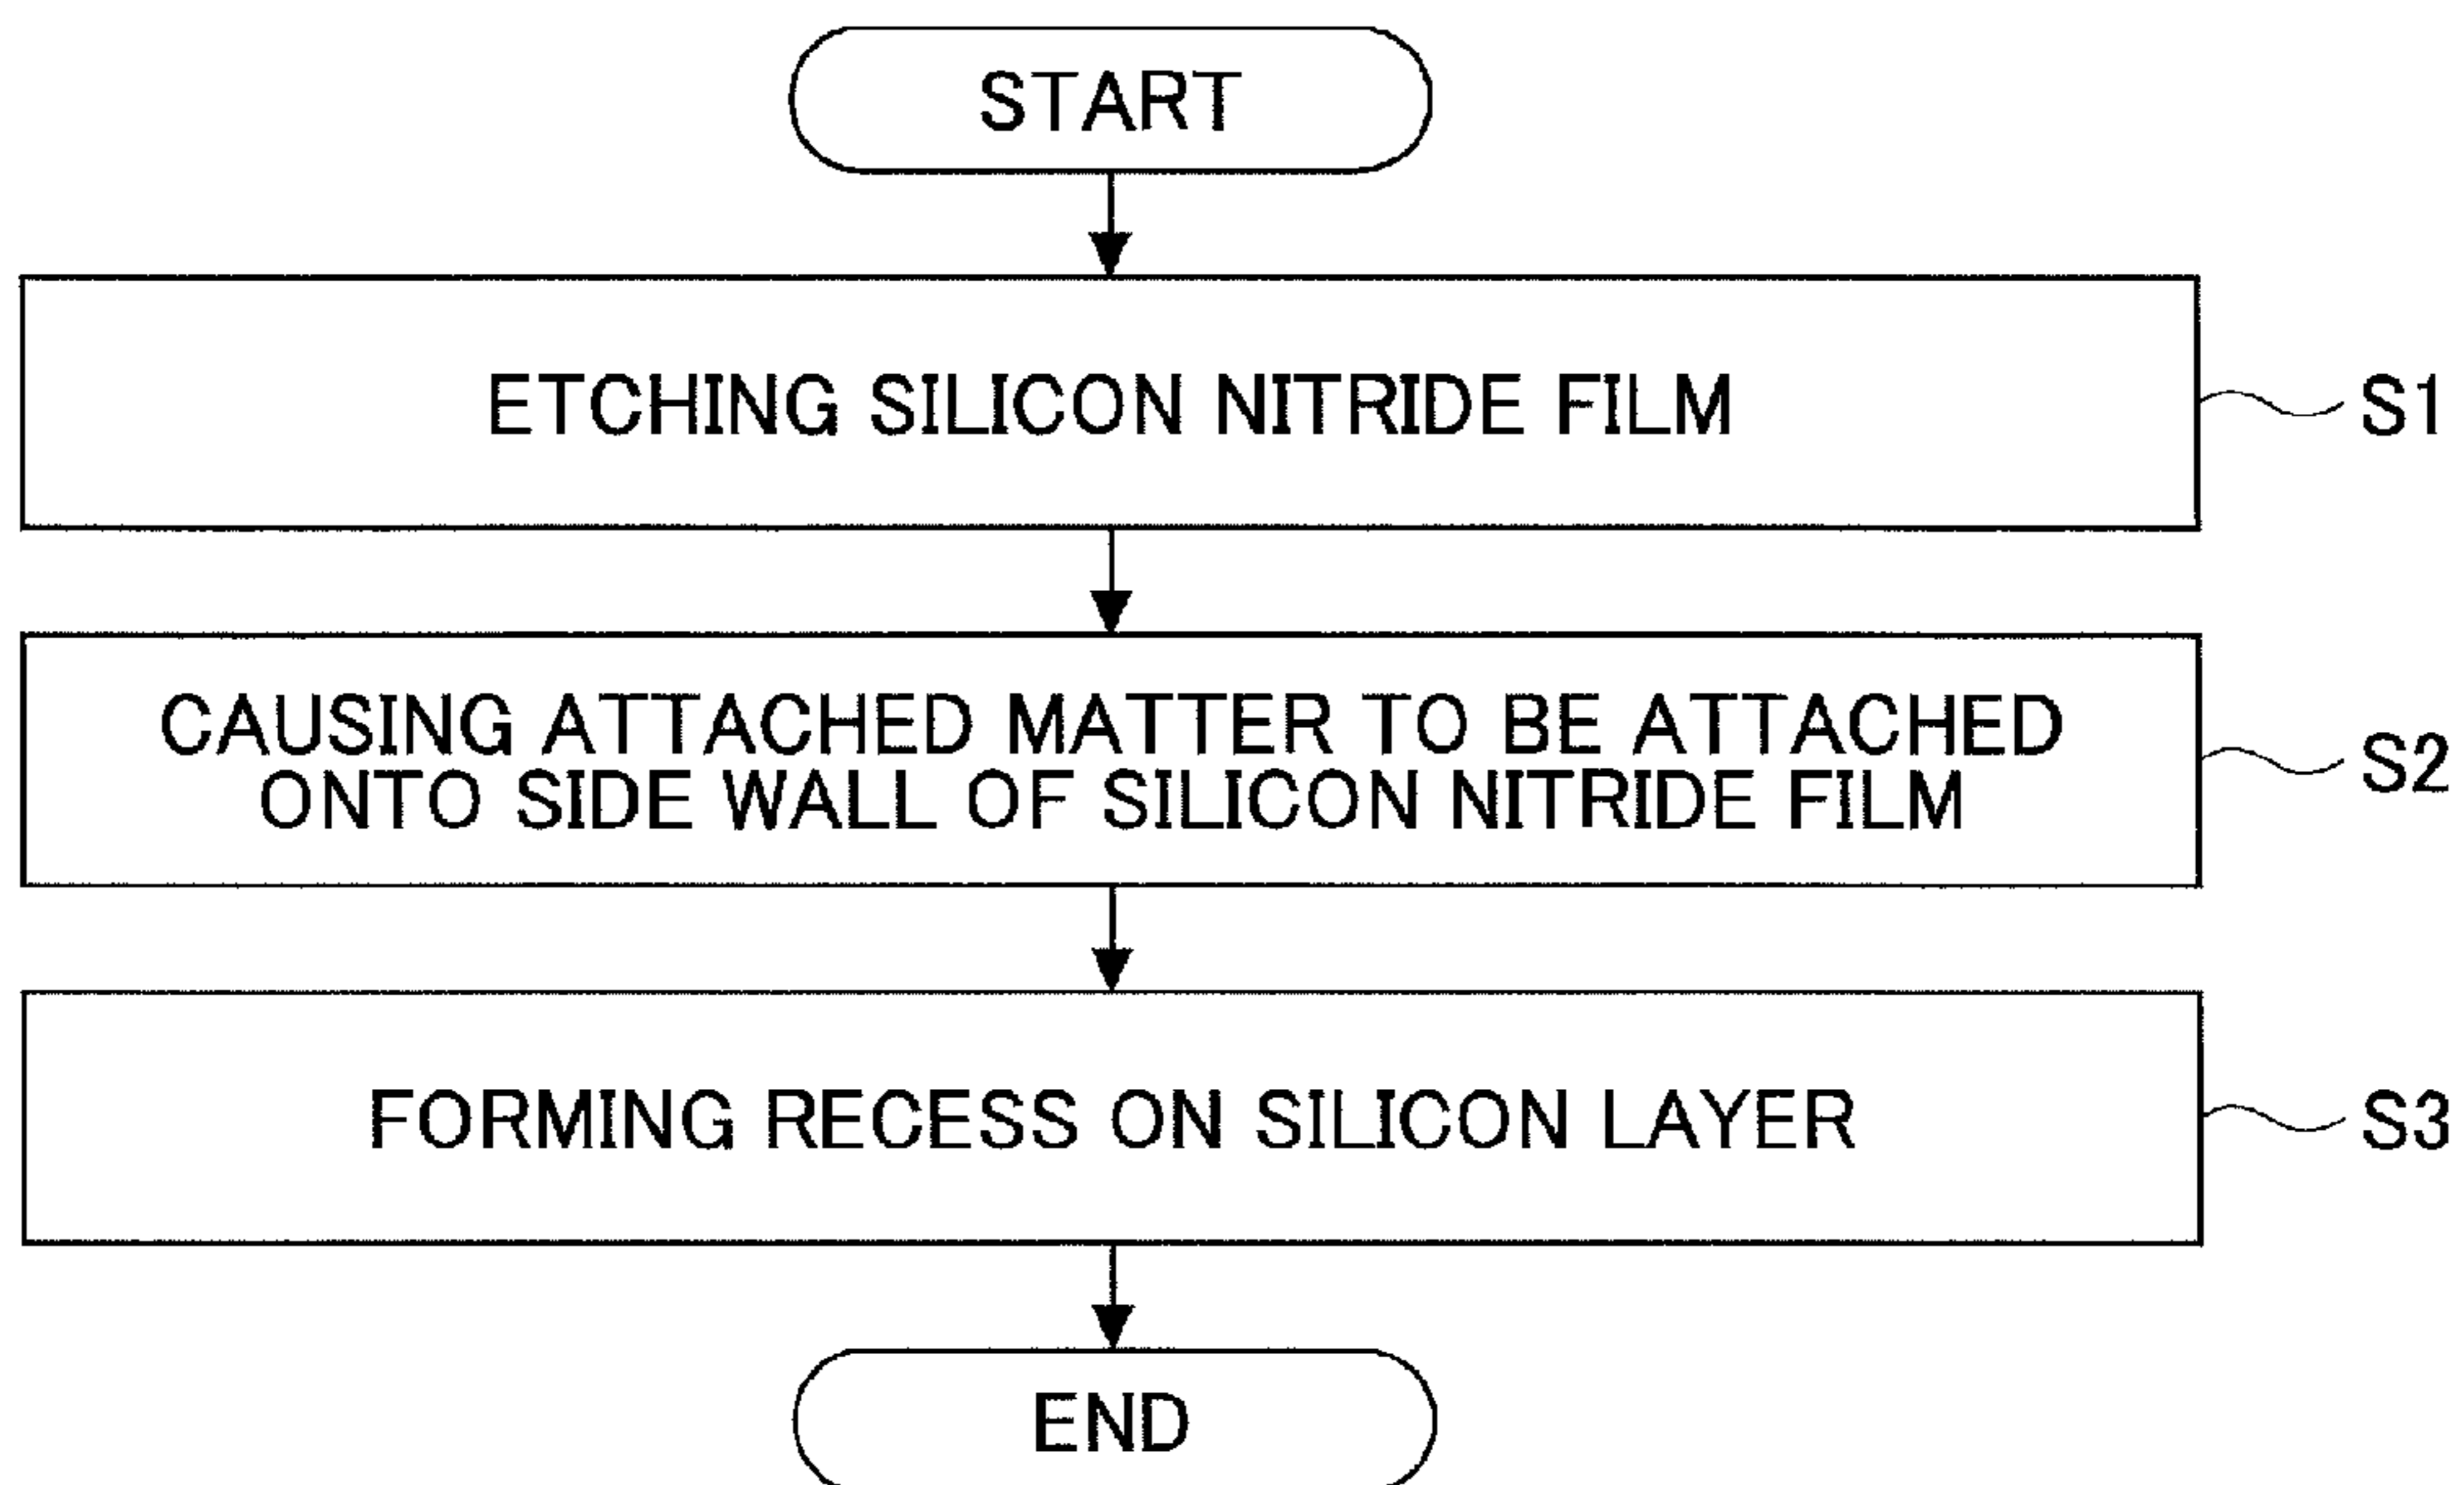 START
ETCHING SILICON NITRIDE FILM
S1
CAUSING ATTACHED MATTER TO BE ATTACHED
ONTO SIDE WALL OF SILICON NITRIDE FILM
S2
FORMING RECESS ON SILICON LAYER
S3
END